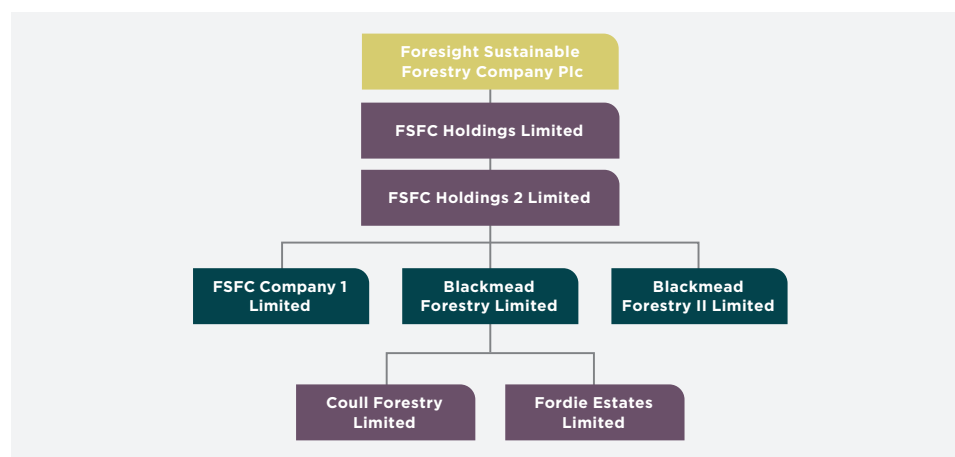 Foresight Sustainable
Forestry Company Plc
FSFC Holdings Limited
FSFC Holdings 2 Limited
FSFC Company 1
Limited
Blackmead
Forestry Limited
Blackmead
Forestry II Limited
Coull Forestry
Limited
Fordie Estates
Limited